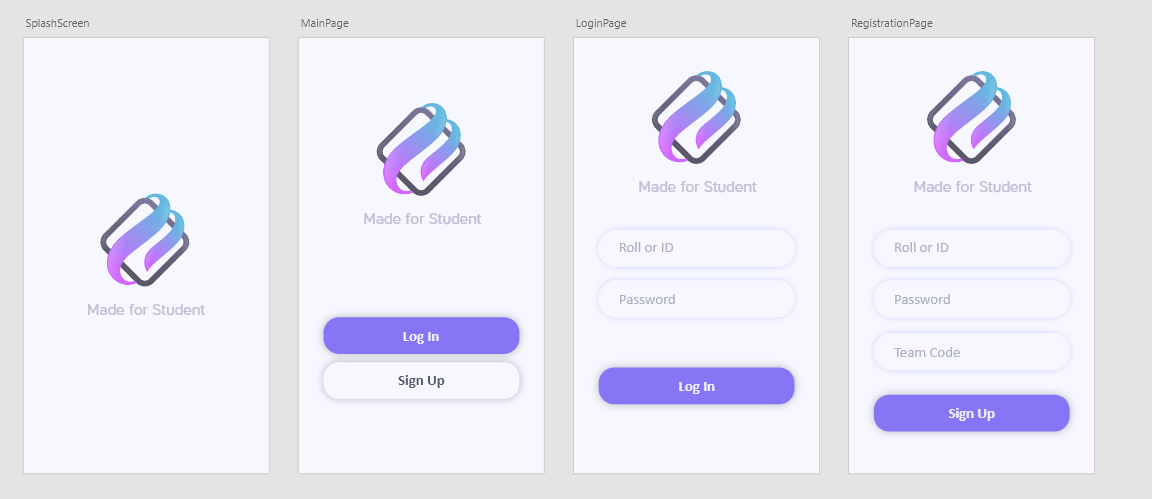 SplashScreen
Made for Student
MainPage
Made for Student
Log In
Sign Up
LoginPage
Made for Student
Roll or ID
Password
Log In
RegistrationPage
Made for Student
Roll or ID
Password
Team Code
Sign Up